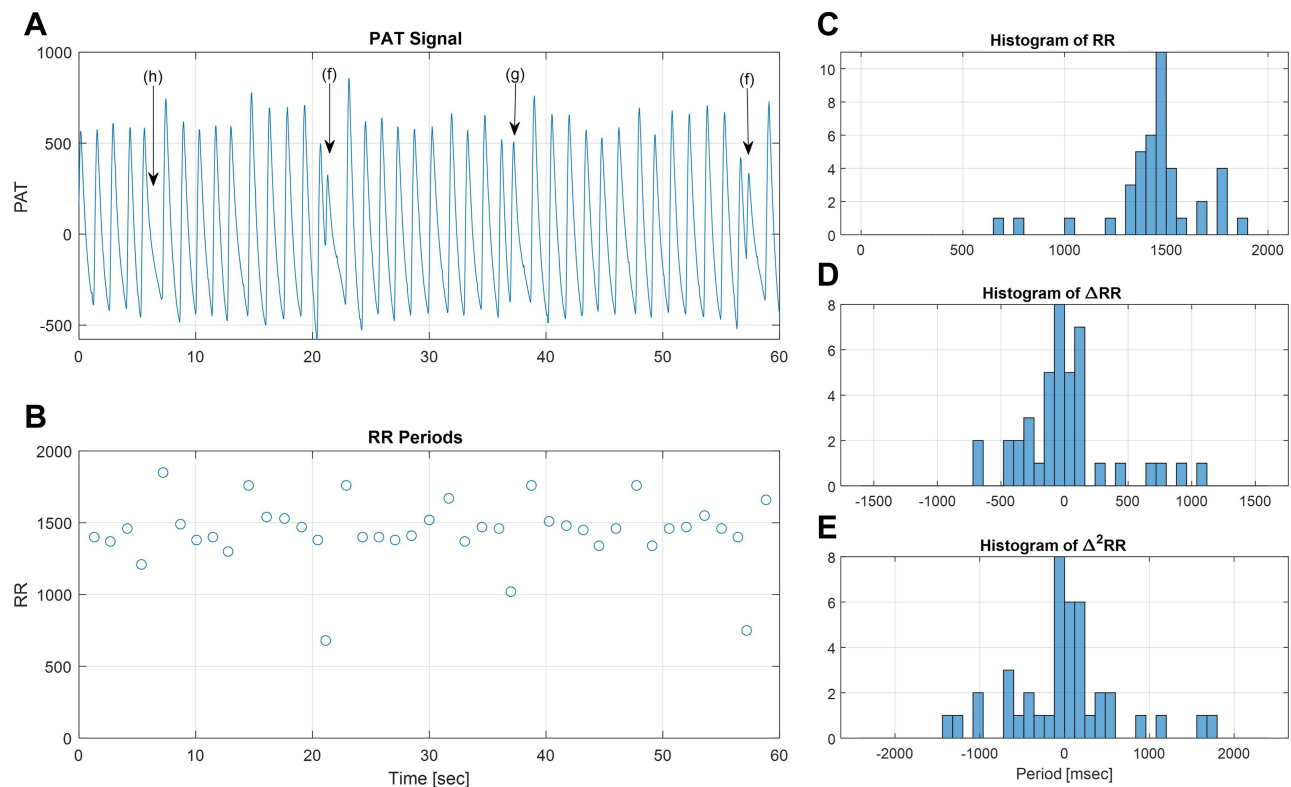 A
PAT Signal
1000
500
0
-500
PAT
(h)
(f)
(g)
(f)
0 10 20 30 40 50 60
B
RR Periods
2000
1500
1000
500
0
RR
0 10 20 30 40 50 60
Time [sec]
C
Histogram of RR
10
8
6
4
2
0
0 500 1000 1500 2000
D
Histogram of ΔRR
8
6
4
2
0
-1500 -1000 -500 0 500 1000 1500
E
Histogram of Δ²RR
8
6
4
2
0
-2000 -1000 0 1000 2000
Period [msec]